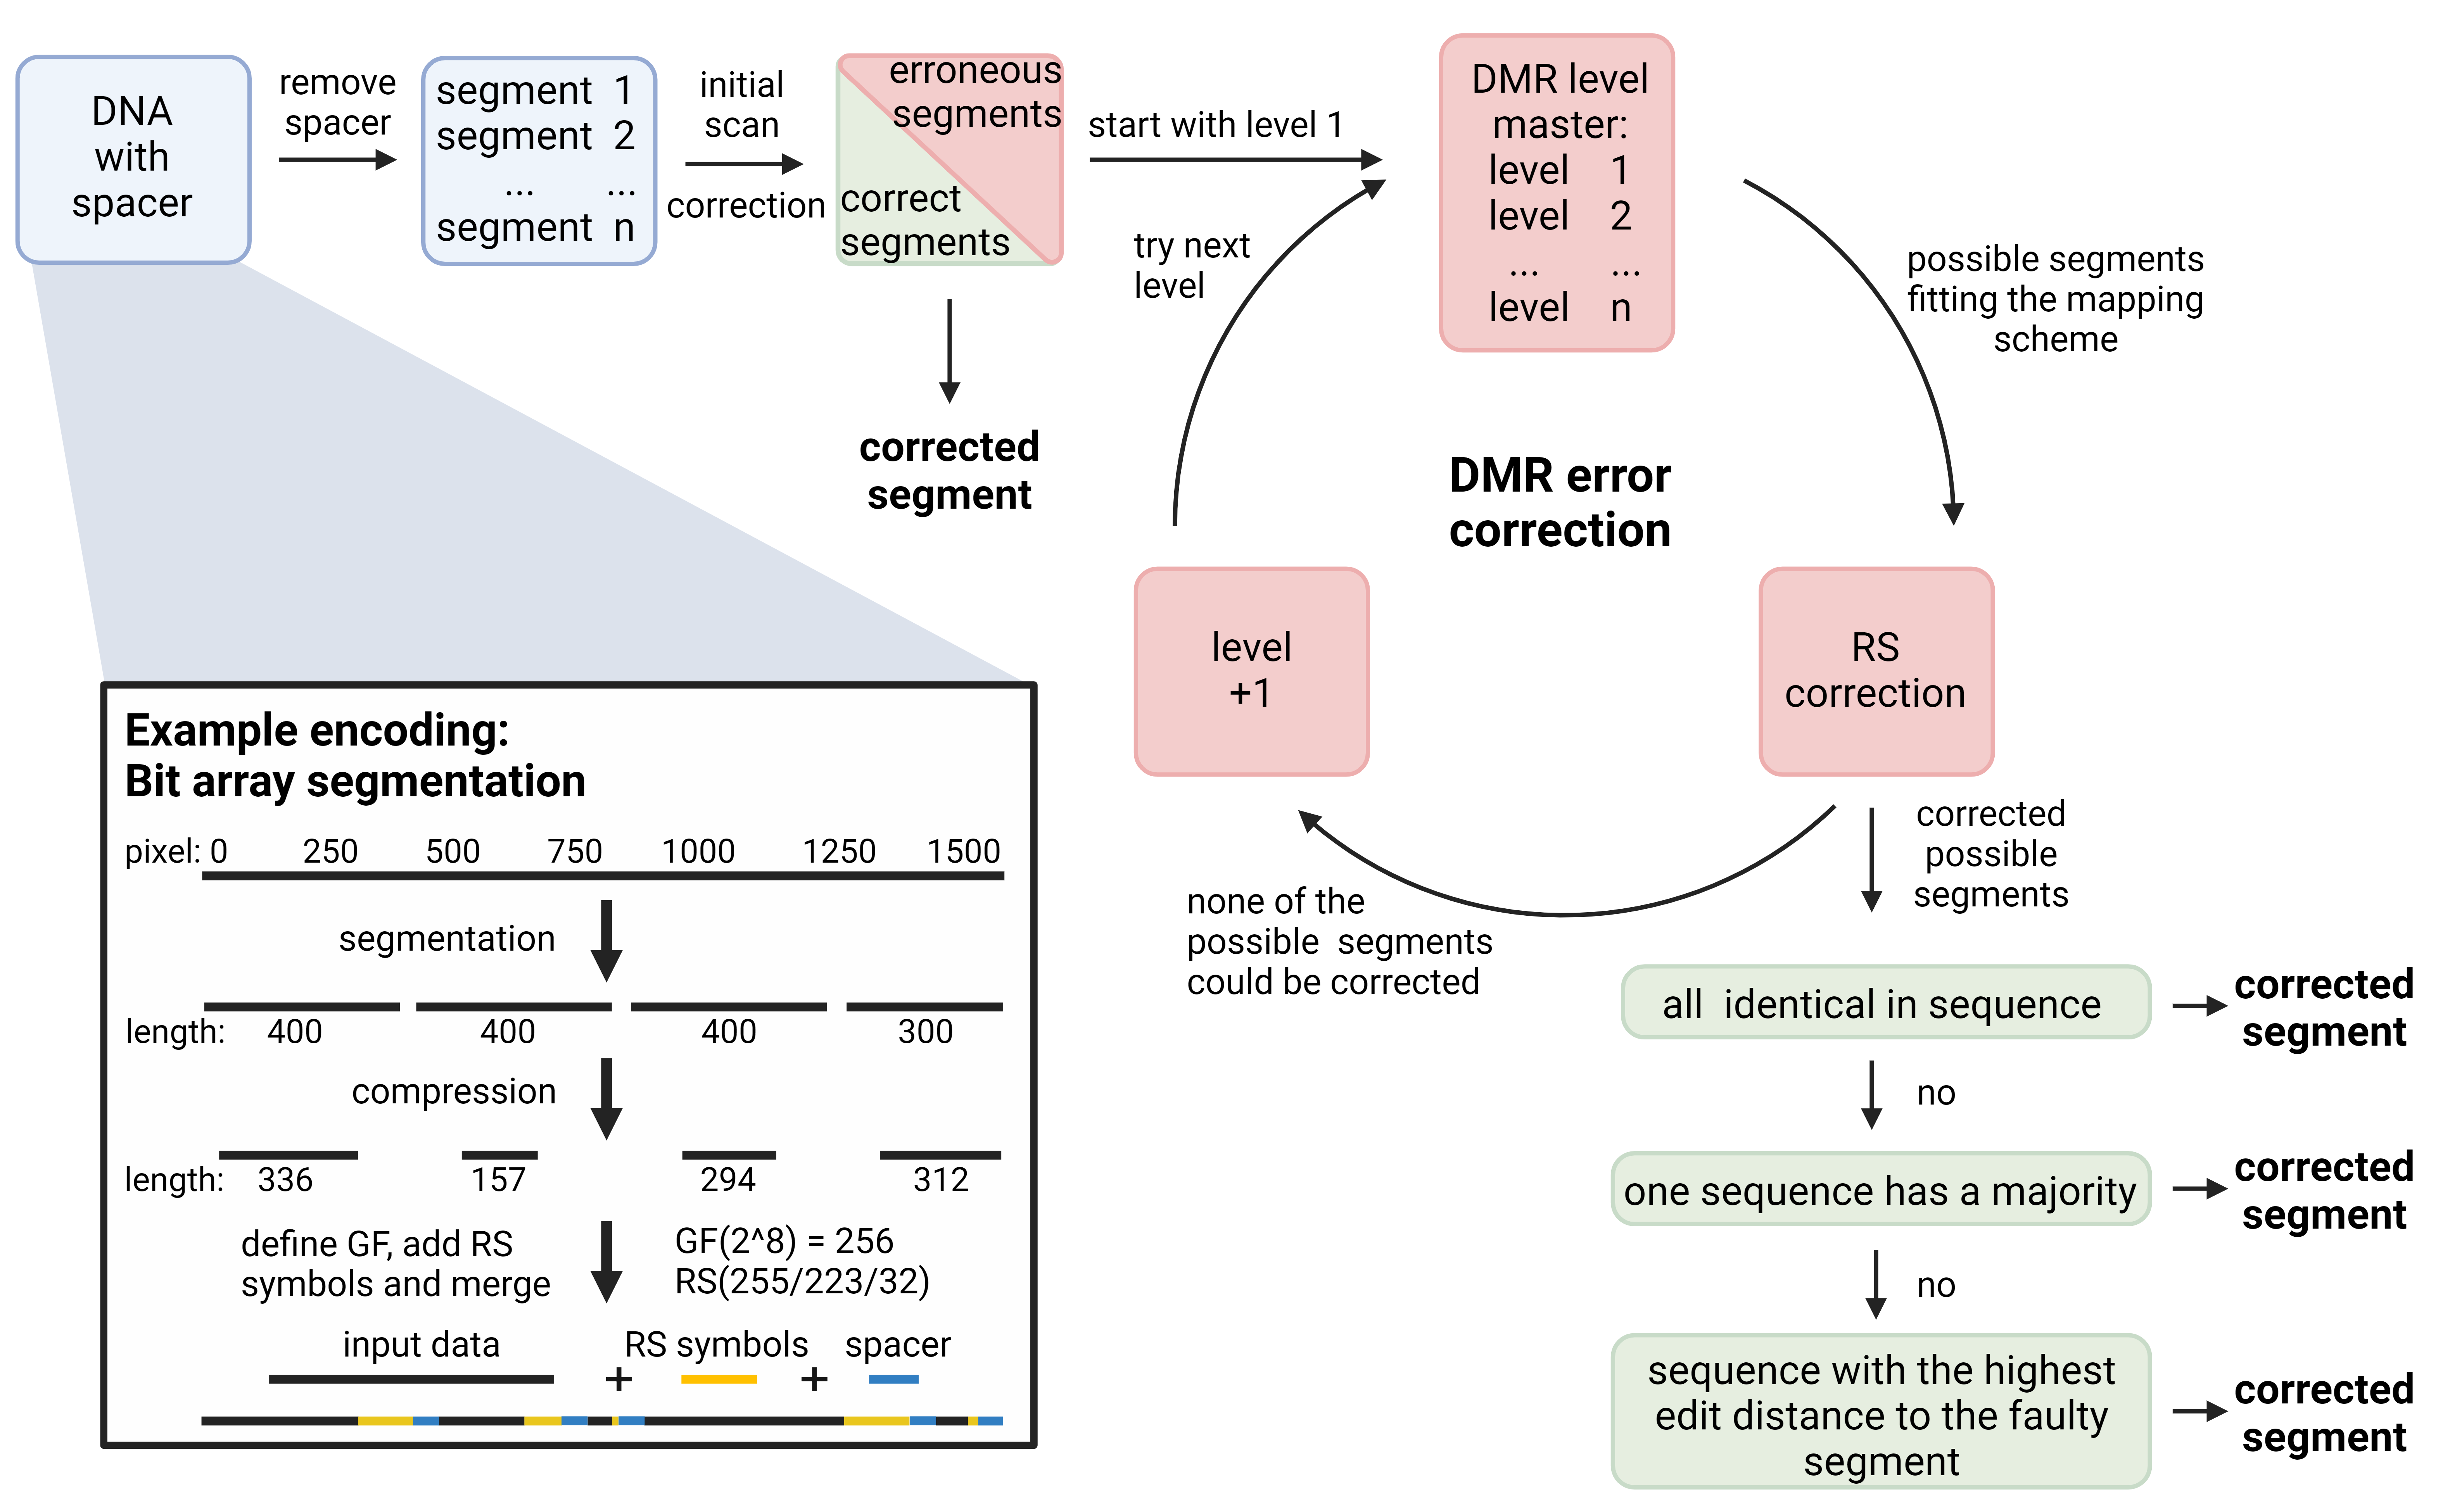 DNA
with
spacer
remove
spacer
segment 1
segment 2
... ...
segment n
initial
scan
correction
erroneous
segments
correct
segments
corrected
segment
start with level 1
try next
level
DMR level
master:
level 1
level 2
... ...
level n
possible segments
fitting the mapping
scheme
DMR error
correction
level
+1
RS
correction
none of the
possible segments
could be corrected
corrected
possible
segments
all identical in sequence
corrected
segment
no
one sequence has a majority
corrected
segment
no
sequence with the highest
edit distance to the faulty
segment
corrected
segment
Example encoding:
Bit array segmentation
pixel: 0 250 500 750 1000 1250 1500
segmentation
length: 400 400 400 300
compression
length: 336 157 294 312
define GF, add RS
symbols and merge
GF(2^8) = 256
RS(255/223/32)
input data + RS symbols + spacer